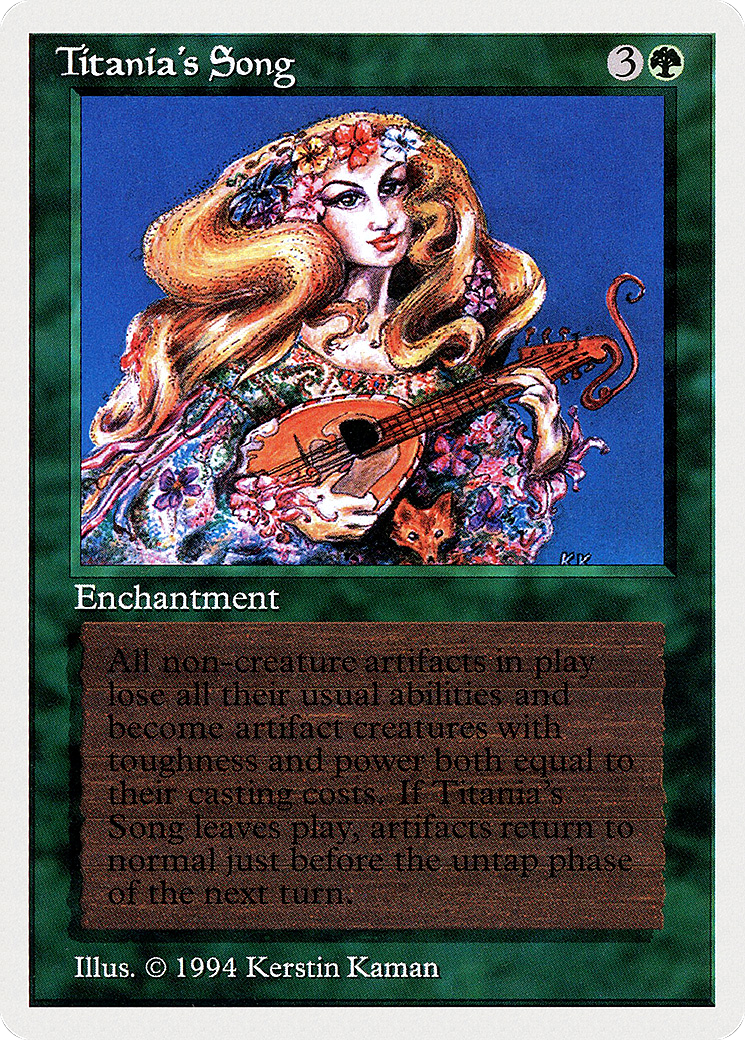 Titania's Song 3
Enchantment
All non-creature artifacts in play
lose all their usual abilities and
become artifact creatures with
toughness and power both equal to
their casting costs. If Titania's
Song leaves play, artifacts return to
normal just before the untap phase
of the next turn.
KK
Illus. © 1994 Kerstin Kaman